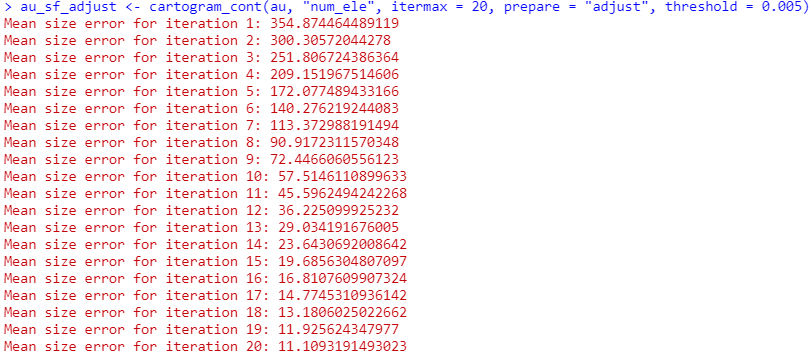 > au_sf_adjust <- cartogram_cont(au, "num_ele", itermax = 20, prepare = "adjust", threshold = 0.005)
Mean size error for iteration 1: 354.874464489119
Mean size error for iteration 2: 300.30572044278
Mean size error for iteration 3: 251.806724386364
Mean size error for iteration 4: 209.151967514606
Mean size error for iteration 5: 172.077489433166
Mean size error for iteration 6: 140.276219244083
Mean size error for iteration 7: 113.372988191494
Mean size error for iteration 8: 90.9172311570348
Mean size error for iteration 9: 72.4466060556123
Mean size error for iteration 10: 57.5146110899633
Mean size error for iteration 11: 45.5962494242268
Mean size error for iteration 12: 36.225099925232
Mean size error for iteration 13: 29.034191676005
Mean size error for iteration 14: 23.6430692008642
Mean size error for iteration 15: 19.6856304807097
Mean size error for iteration 16: 16.8107609907324
Mean size error for iteration 17: 14.7745310936142
Mean size error for iteration 18: 13.1806025022662
Mean size error for iteration 19: 11.925624347977
Mean size error for iteration 20: 11.1093191493023